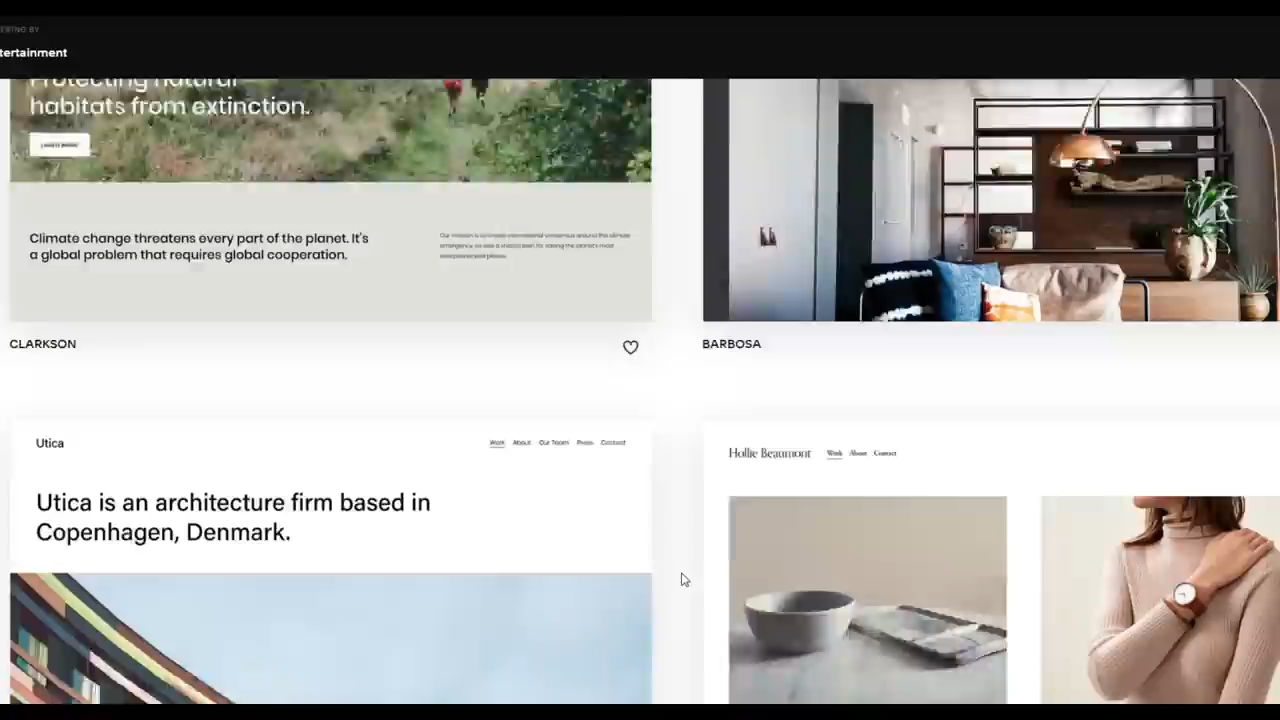 tertainment
Protecting natural
habitats from extinction.
Climate change threatens every part of the planet. It's
a global problem that requires global cooperation.
CLARKSON
BARBOSA
Utica
Work About Our Team Press Contact
Utica is an architecture firm based in
Copenhagen, Denmark.
Hollie Beaumont Work About Contact